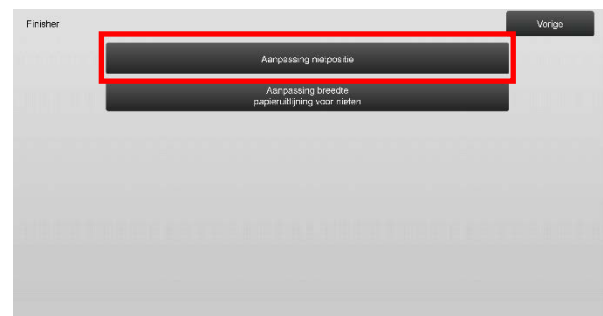 Finisher
Vorige
Aanpassing nietpositie
Aanpassing breedte
papieruitlijning voor nieten